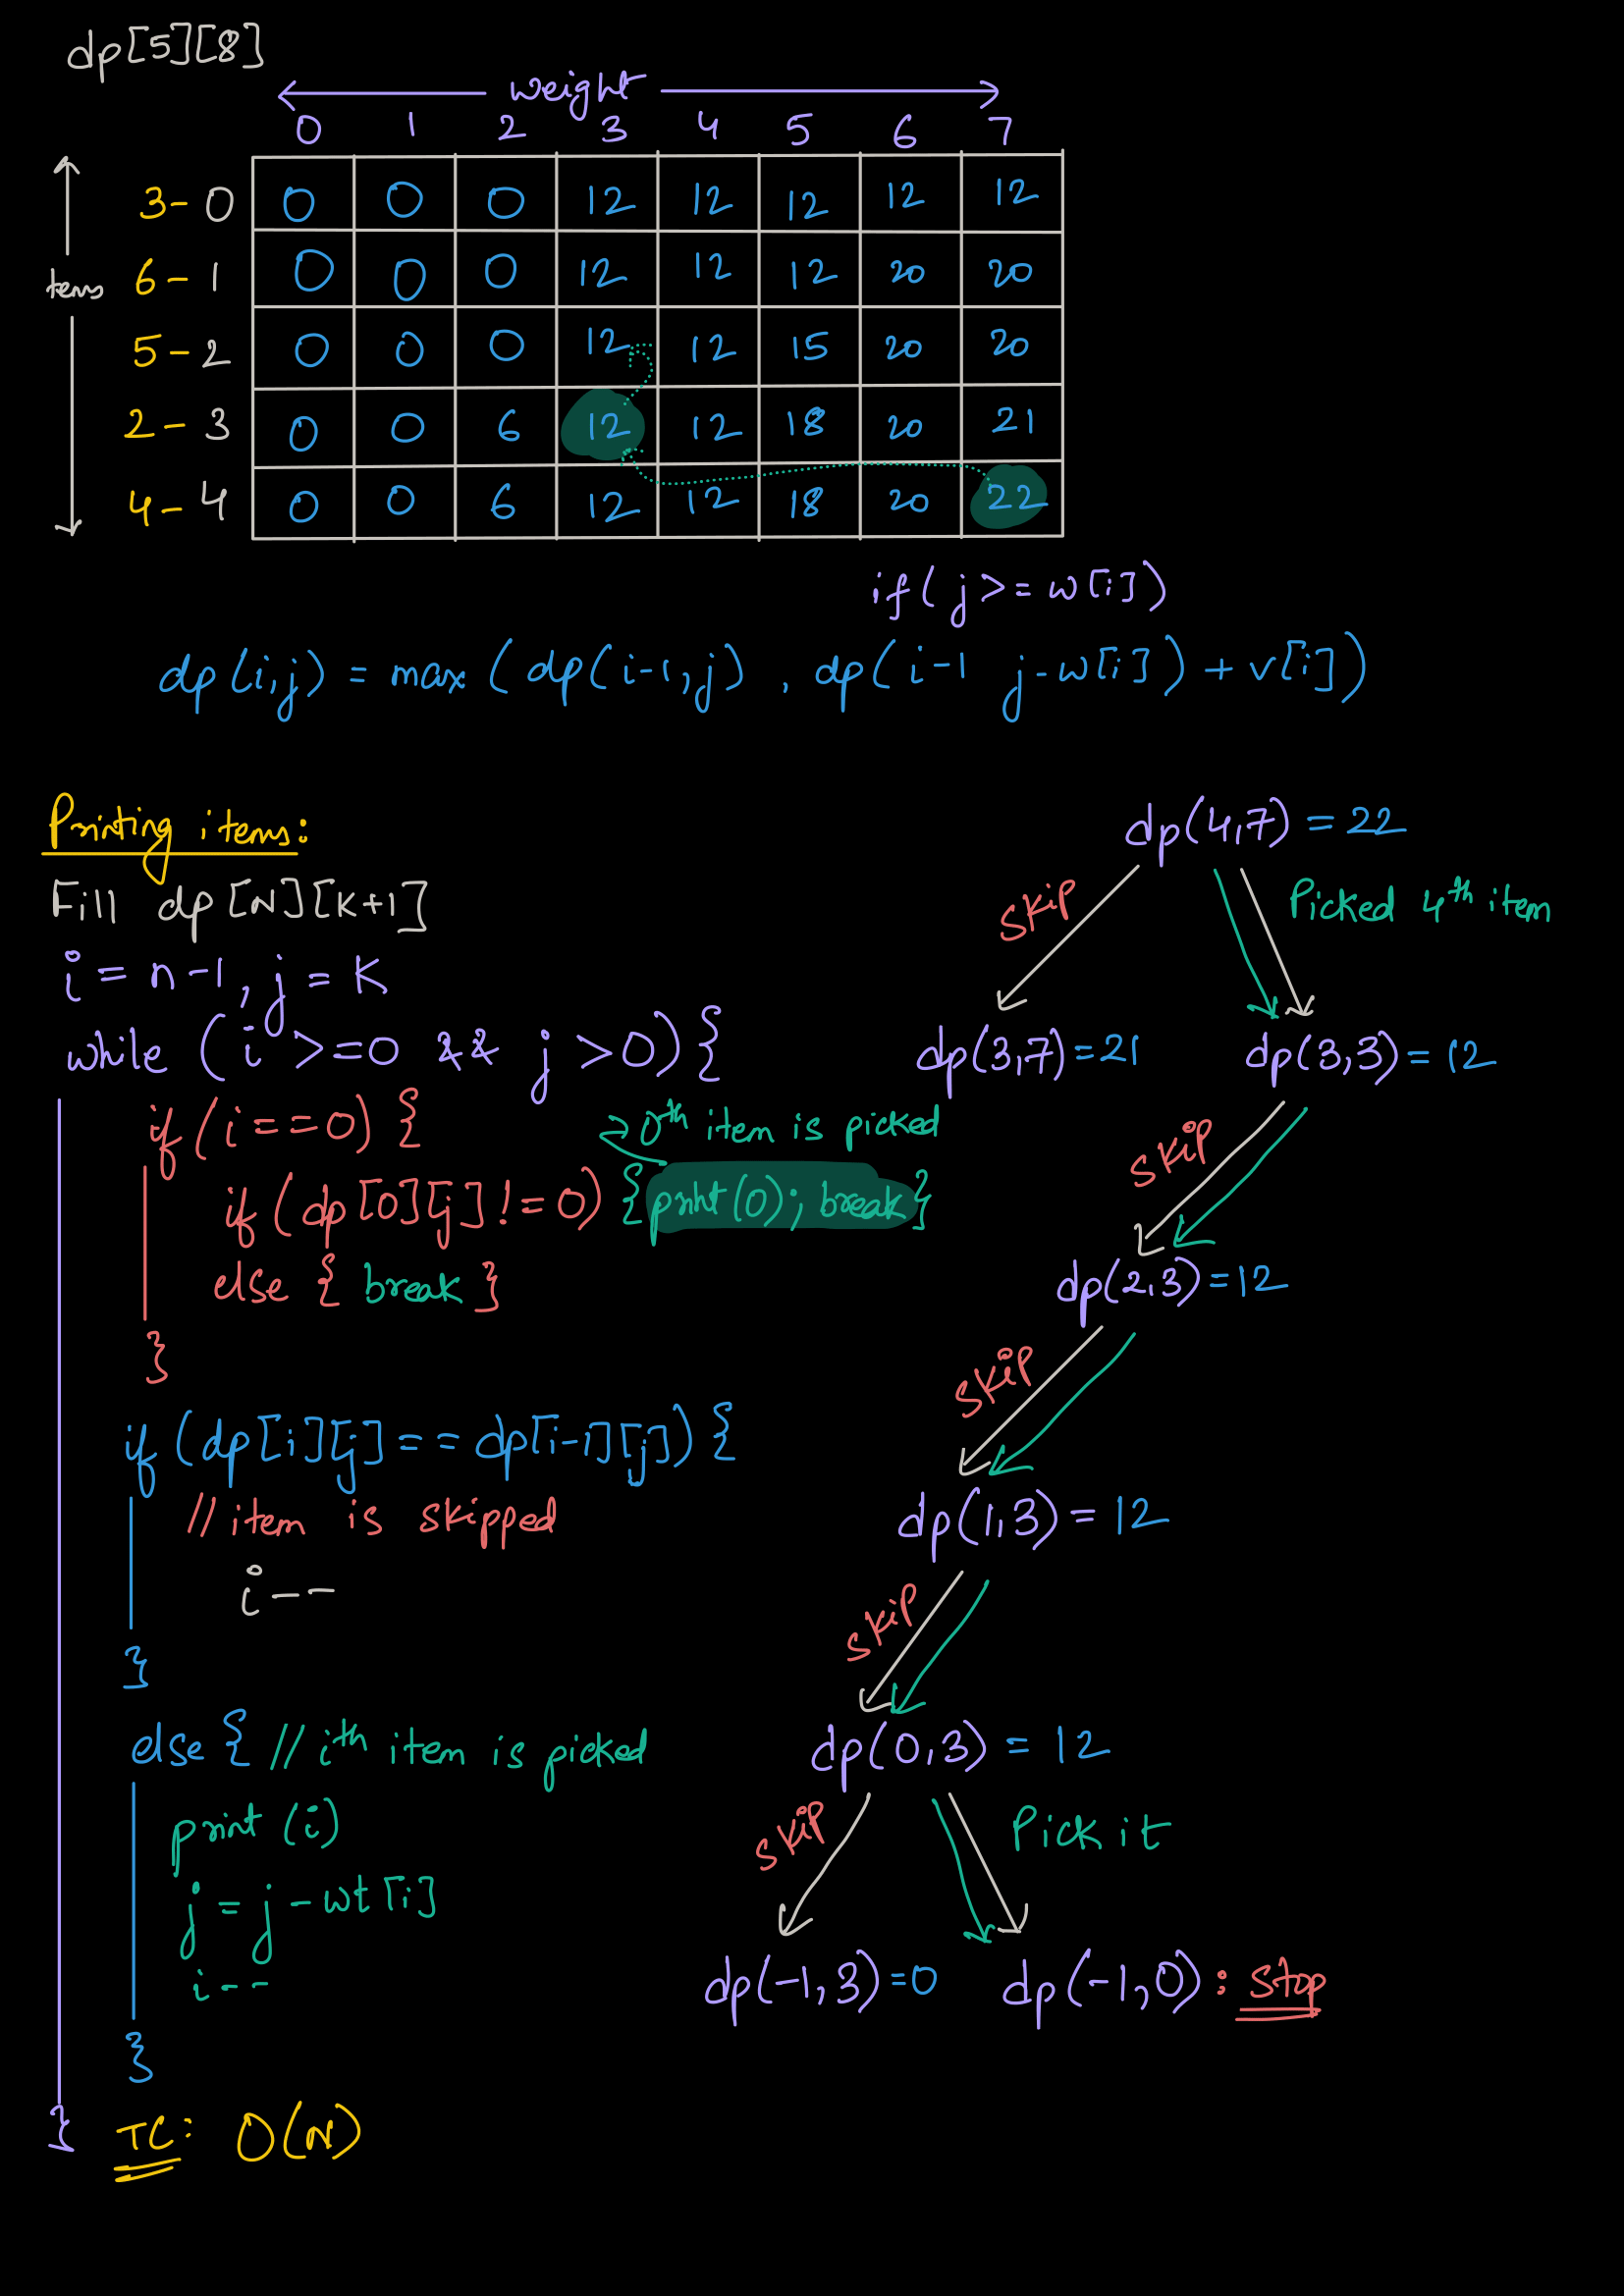 dp[5][8]
weight
0 1 2 3 4 5 6 7
3-0 0 0 0 12 12 12 12 12
6-1 0 0 0 12 12 12 20 20
items
5-2 0 0 0 12 12 15 20 20
2-3 0 0 6 12 12 18 20 21
4-4 0 0 6 12 12 18 20 22
if( j >= w[i])
dp(i,j) = max ( dp(i-1,j) , dp( i-1 j-w[i]) + v[i])
Printing items:
Fill dp[N][K+1]
i = n-1, j = K
while (i >=0 && j >0) {
if (i ==0) {
→ 0th item is picked
if (dp[0][j] != 0) {print(0); break}
else { break }
}
if (dp[i][j] == dp[i-1][j]) {
// item is skipped
i--
}
else { // ith item is picked
print (i)
j = j - wt[i]
i--
}
} TC: O(N)
dp(4,7) = 22
skip Picked 4th item
dp(3,7)=21 dp(3,3) = 12
skip
dp(2,3)=12
skip
dp(1,3) = 12
skip
dp(0,3) = 12
skip Pick it
dp(-1,3)=0 dp(-1,0): stop